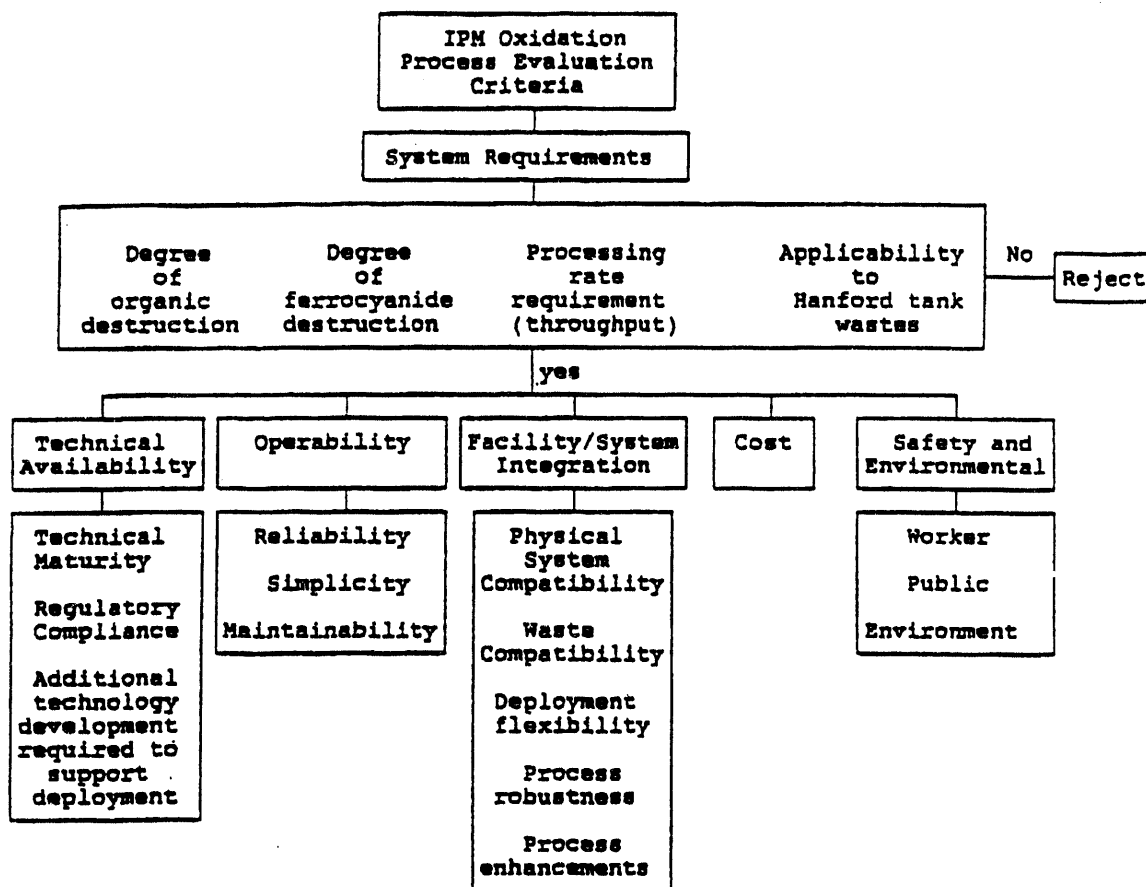 IPM Oxidation
Process Evaluation
Criteria
System Requirements
Degree
of
organic
destruction
Degree
of
ferrocyanide
destruction
Processing
rate
requirement
(throughput)
Applicability
to
Hanford tank
wastes
No
Reject
yes
Technical
Availability
Operability
Facility/System
Integration
Cost
Safety and
Environmental
Technical
Maturity
Regulatory
Compliance
Additional
technology
development
required to
support
deployment
Reliability
Simplicity
Maintainability
Physical
System
Compatibility
Waste
Compatibility
Deployment
flexibility
Process
robustness
Process
enhancements
Worker
Public
Environment